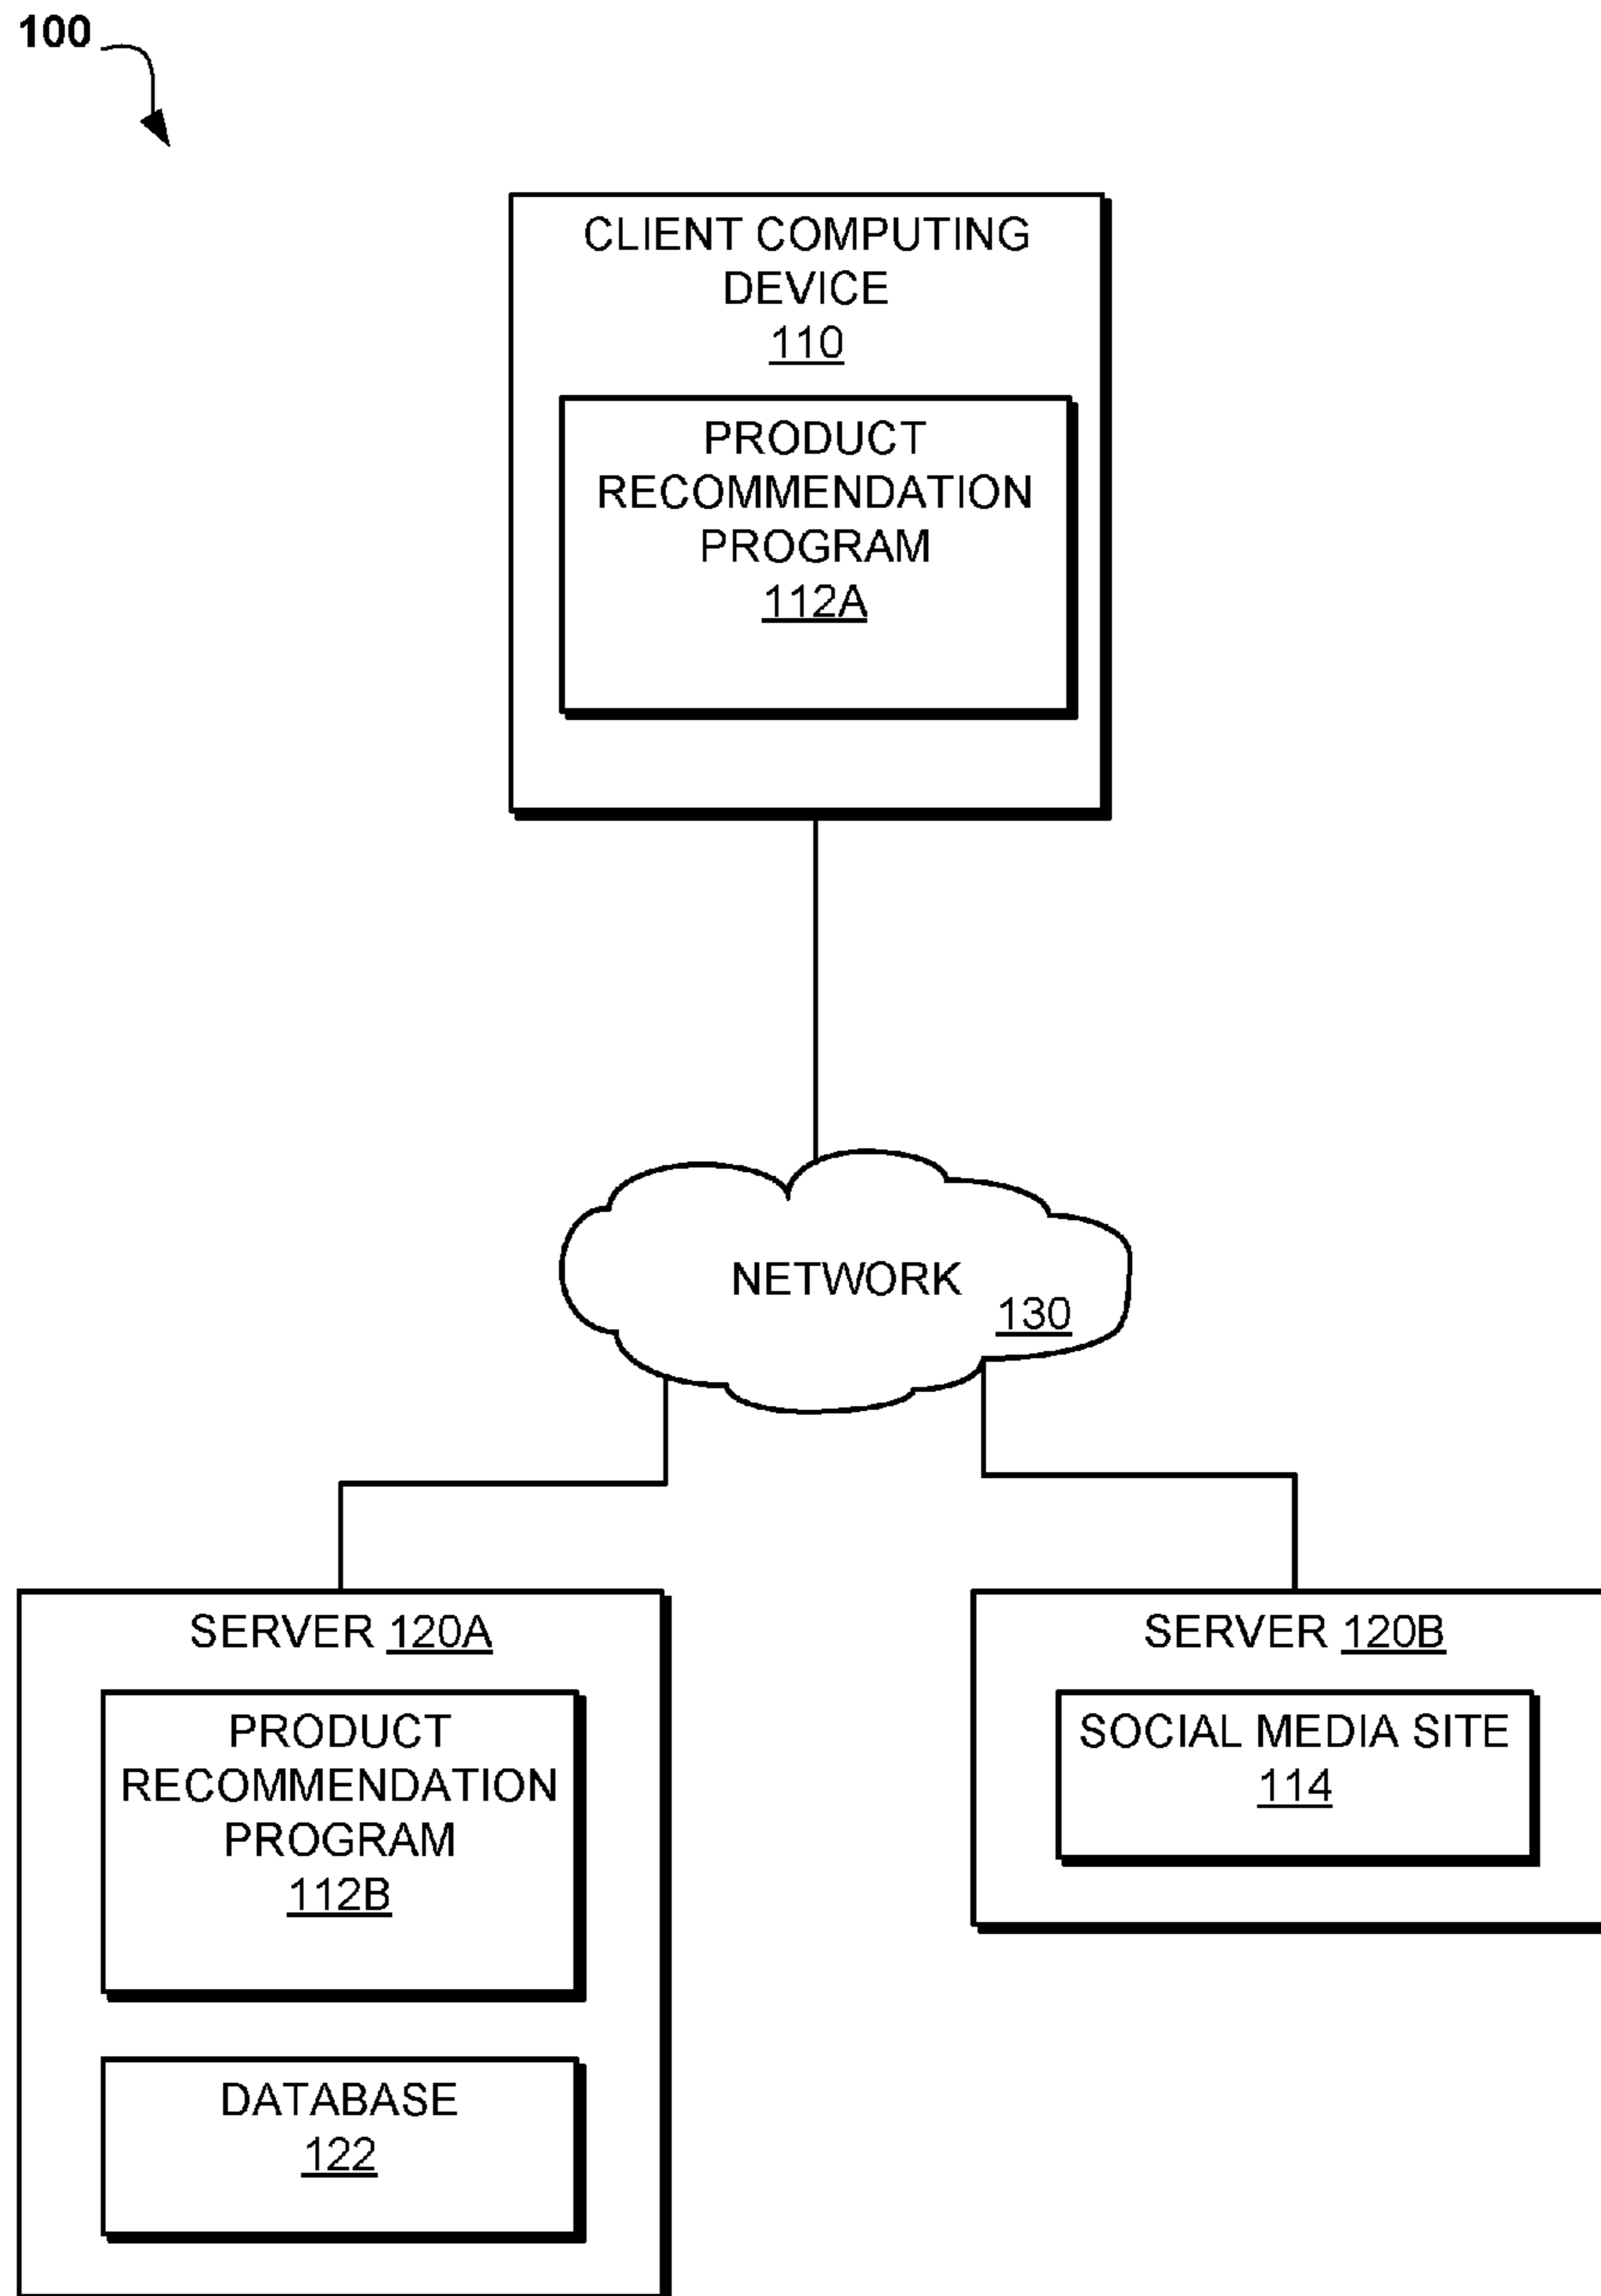 100
CLIENT COMPUTING
DEVICE
110
PRODUCT
RECOMMENDATION
PROGRAM
112A
NETWORK
130
SERVER 120A
PRODUCT
RECOMMENDATION
PROGRAM
112B
DATABASE
122
SERVER 120B
SOCIAL MEDIA SITE
114